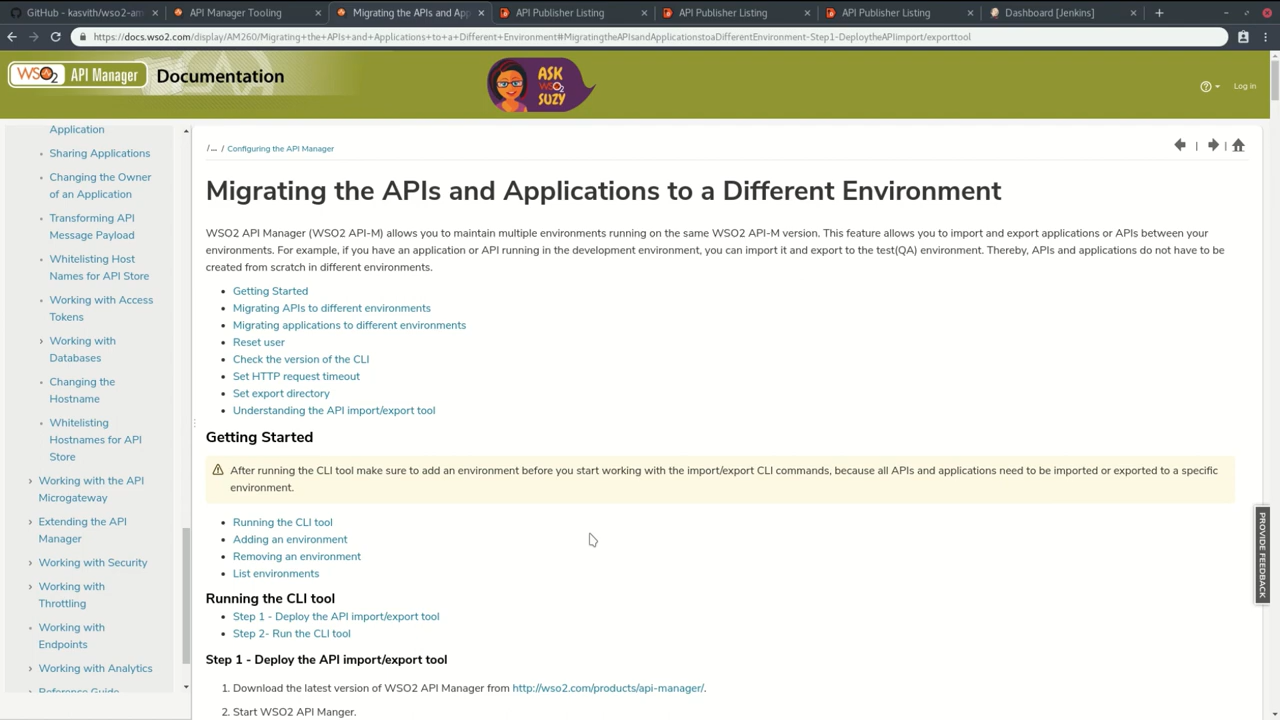 GitHub - kasvith/wso2-am
API Manager Tooling
Migrating the APIs and App
API Publisher Listing
API Publisher Listing
API Publisher Listing
Dashboard [Jenkins]
https://docs.wso2.com/display/AM260/Migrating+the+APIs+and+Applications+to+a+Different+Environment#MigratingtheAPIsandApplicationstoaDifferentEnvironment-Step1-DeploytheAPIimport/exporttool
WSO2 API Manager Documentation
ASK
WSO2
SUZY
Log in
Application
Sharing Applications
Changing the Owner
of an Application
Transforming API
Message Payload
Whitelisting Host
Names for API Store
Working with Access
Tokens
Working with
Databases
Changing the
Hostname
Whitelisting
Hostnames for API
Store
Working with the API
Microgateway
Extending the API
Manager
Working with Security
Working with
Throttling
Working with
Endpoints
Working with Analytics
Reference Guide
/... / Configuring the API Manager
Migrating the APIs and Applications to a Different Environment
WSO2 API Manager (WSO2 API-M) allows you to maintain multiple environments running on the same WSO2 API-M version. This feature allows you to import and export applications or APIs between your
environments. For example, if you have an application or API running in the development environment, you can import it and export to the test(QA) environment. Thereby, APIs and applications do not have to be
created from scratch in different environments.
Getting Started
Migrating APIs to different environments
Migrating applications to different environments
Reset user
Check the version of the CLI
Set HTTP request timeout
Set export directory
Understanding the API import/export tool
Getting Started
After running the CLI tool make sure to add an environment before you start working with the import/export CLI commands, because all APIs and applications need to be imported or exported to a specific
environment.
Running the CLI tool
Adding an environment
Removing an environment
List environments
Running the CLI tool
Step 1 - Deploy the API import/export tool
Step 2- Run the CLI tool
Step 1 - Deploy the API import/export tool
1. Download the latest version of WSO2 API Manager from http://wso2.com/products/api-manager/.
2. Start WSO2 API Manger.
PROVIDE FEEDBACK